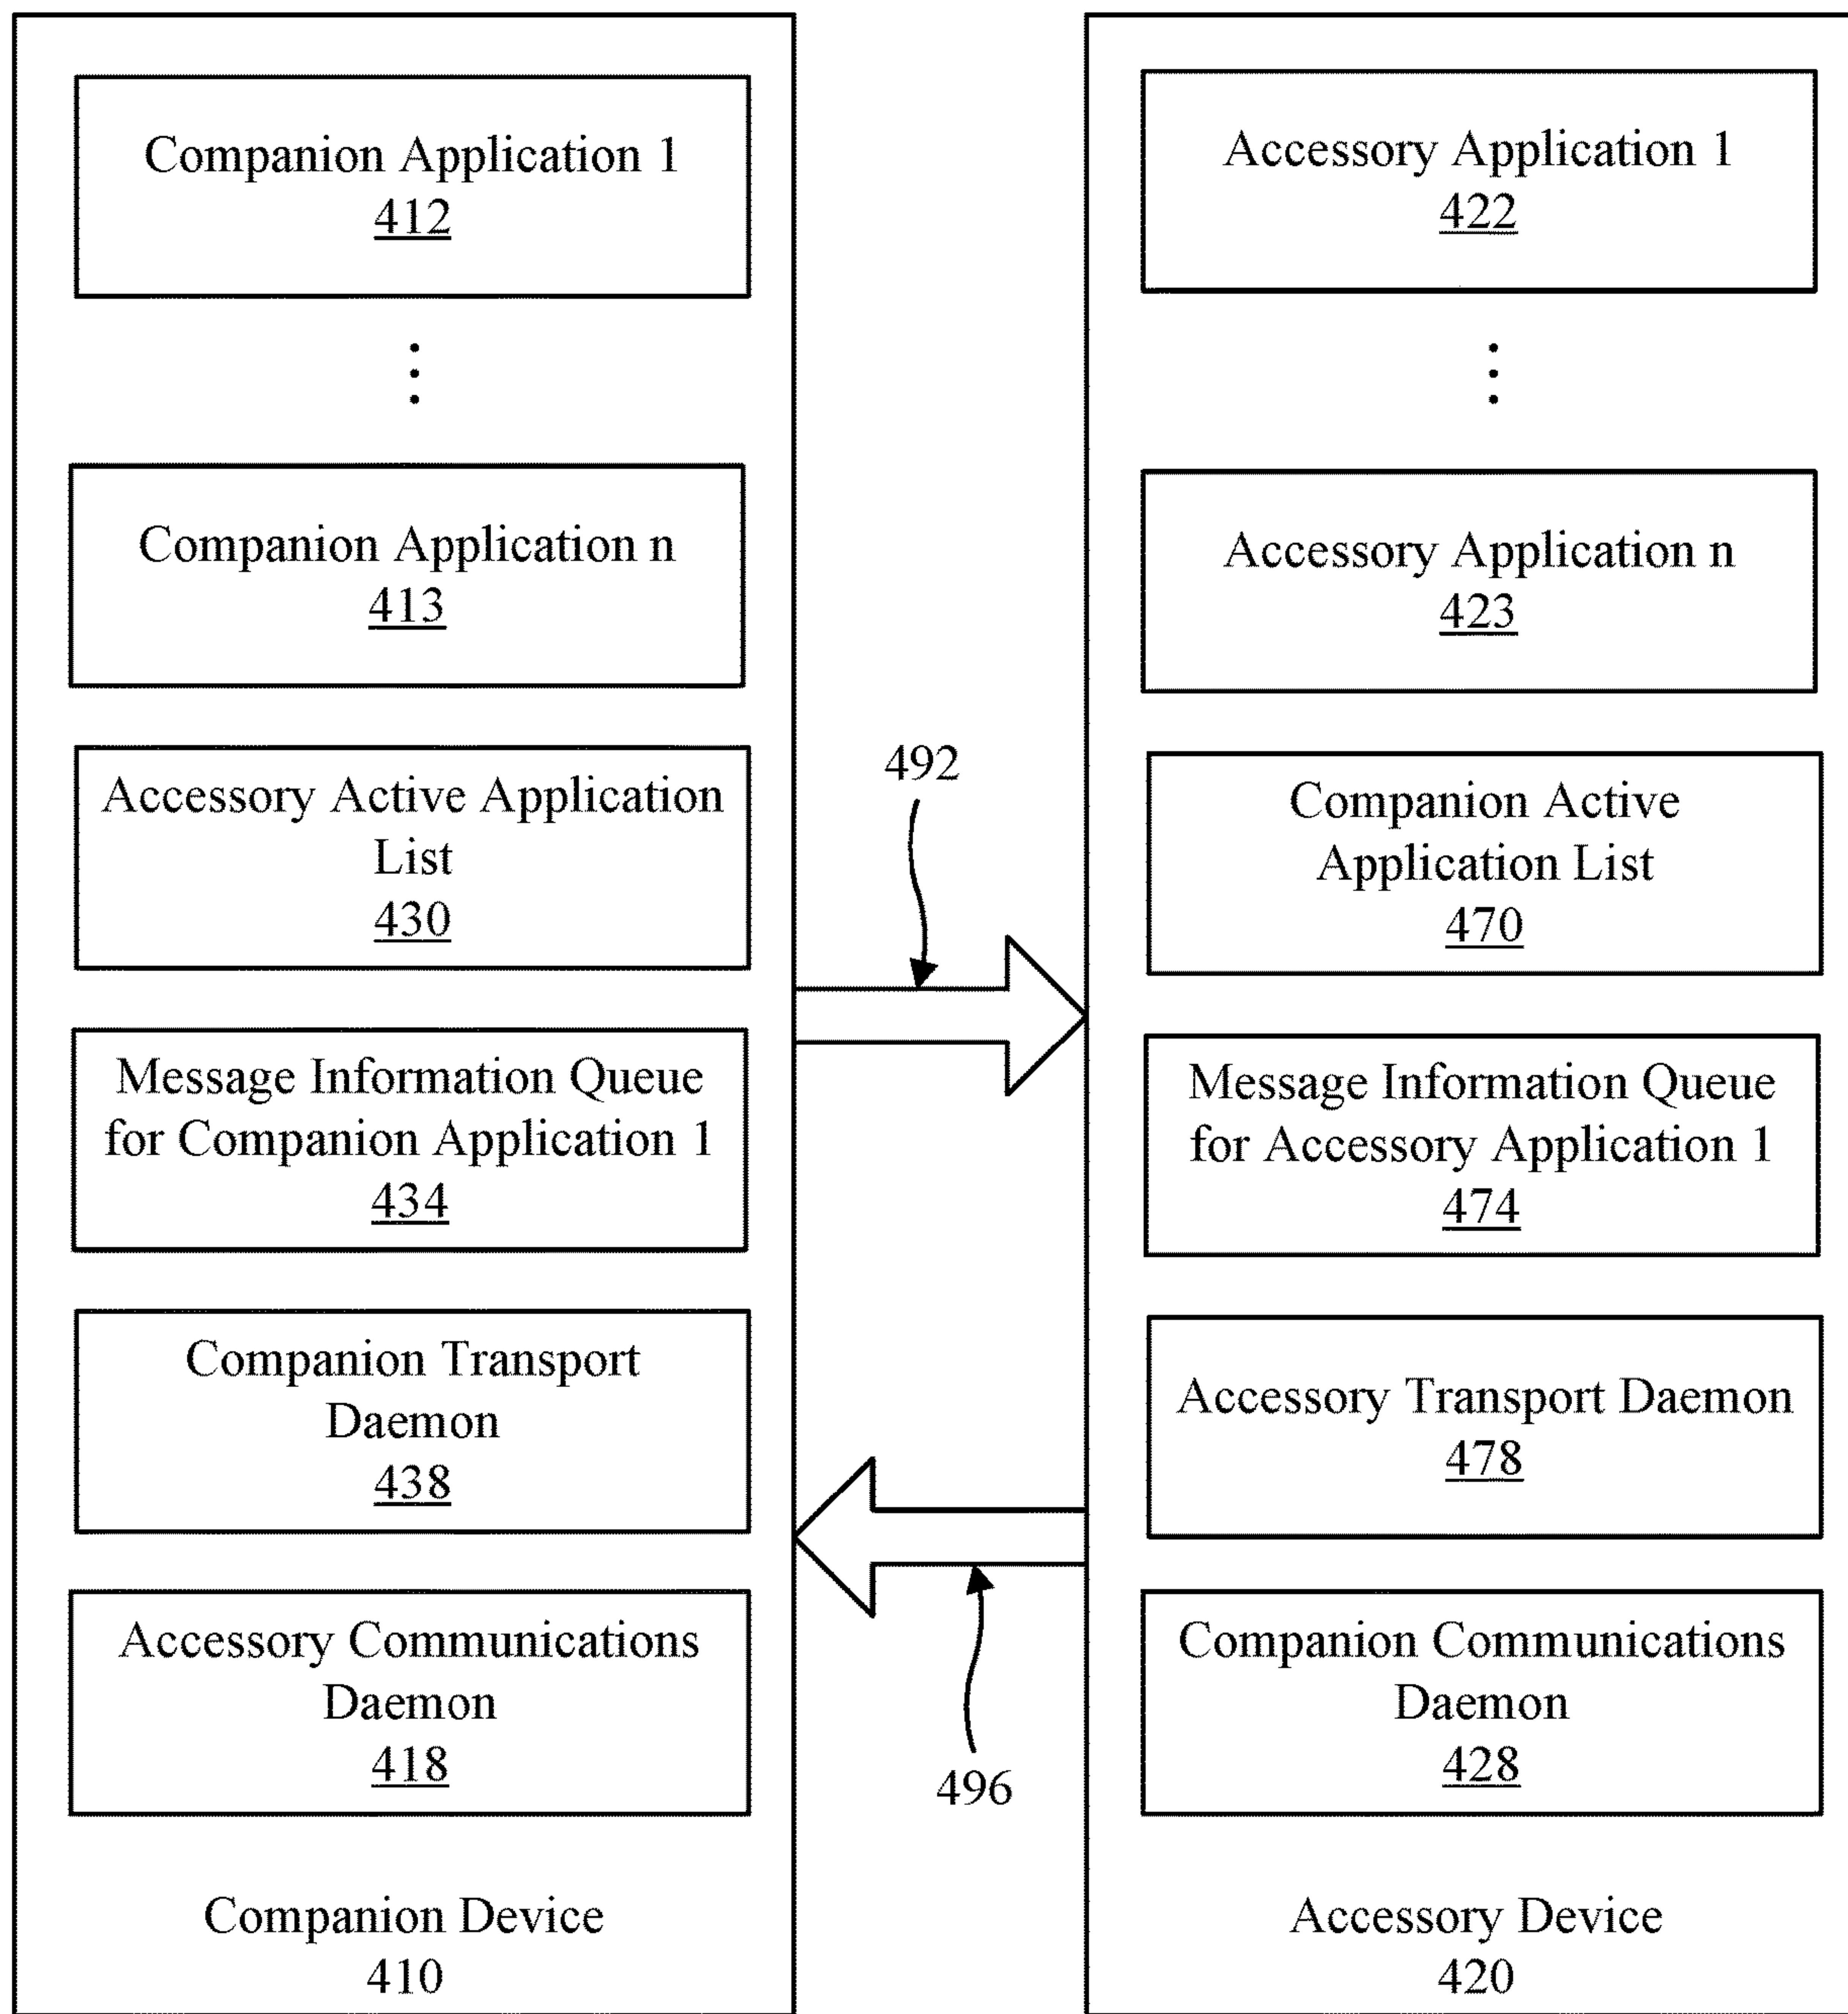 Companion Application 1
412
Companion Application n
413
Accessory Active Application
List
430
Message Information Queue
for Companion Application 1
434
Companion Transport
Daemon
438
Accessory Communications
Daemon
418
Companion Device
410
492
496
Accessory Application 1
422
Accessory Application n
423
Companion Active
Application List
470
Message Information Queue
for Accessory Application 1
474
Accessory Transport Daemon
478
Companion Communications
Daemon
428
Accessory Device
420